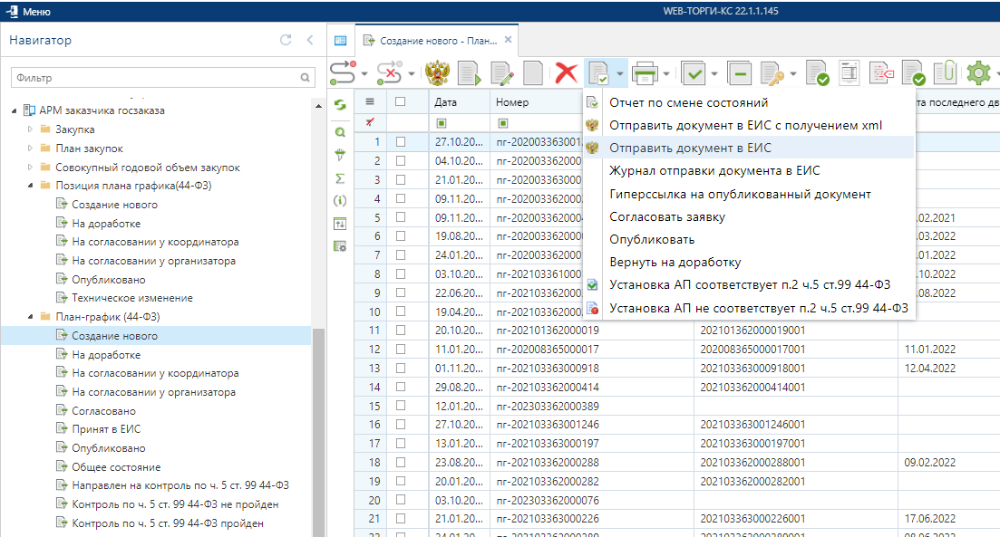 Меню
WEB-ТОРГИ-КС 22.1.1.145
Навигатор
Создание нового - План...
Фильтр
АРМ заказчика госзаказа
Закупка
План закупок
Совокупный годовой объем закупок
Позиция плана графика(44-ФЗ)
Создание нового
На доработке
На согласовании у координатора
На согласовании у организатора
Опубликовано
Техническое изменение
План-график (44-ФЗ)
Создание нового
На доработке
На согласовании у координатора
На согласовании у организатора
Согласовано
Принят в ЕИС
Опубликовано
Общее состояние
Направлен на контроль по ч. 5 ст. 99 44-ФЗ
Контроль по ч. 5 ст. 99 44-ФЗ не пройден
Контроль по ч. 5 ст. 99 44-ФЗ пройден
Отчет по смене состояний
Отправить документ в ЕИС с получением xml
Отправить документ в ЕИС
Журнал отправки документа в ЕИС
Гиперссылка на опубликованный документ
Согласовать заявку
Опубликовать
Вернуть на доработку
Установка АП соответствует п.2 ч.5 ст.99 44-ФЗ
Установка АП не соответствует п.2 ч.5 ст.99 44-ФЗ
Дата Номер та последнего дв
1 27.10.20... пг-202003363001
2 04.10.20... пг-202003362000
3 21.01.20... пг-202003363000
4 09.11.20... пг-202003362000
5 09.11.20... пг-202003362000 .02.2021
6 19.08.20... пг-202003362000 .03.2022
7 24.01.20... пг-202003362000 .01.2022
8 03.10.20... пг-202103361000 .10.2022
9 22.06.20... пг-202103362000 .08.2022
10 19.04.20... пг-202103362000
11 20.10.20... пг-202101362000019 202101362000019001
12 11.01.20... пг-202008365000017 202008365000017001 11.01.2022
13 01.11.20... пг-202103363000918 202103363000918001 12.04.2022
14 29.08.20... пг-202103362000414 202103362000414001
15 12.01.20... пг-202303362000389
16 27.10.20... пг-202103363001246 202103363001246001
17 13.01.20... пг-202103363000197 202103363000197001
18 23.08.20... пг-202103362000288 202103362000288001 09.02.2022
19 20.01.20... пг-202103362000282 202103362000282001
20 03.10.20... пг-202303362000076
21 21.01.20... пг-202103363000226 202103363000226001 17.06.2022